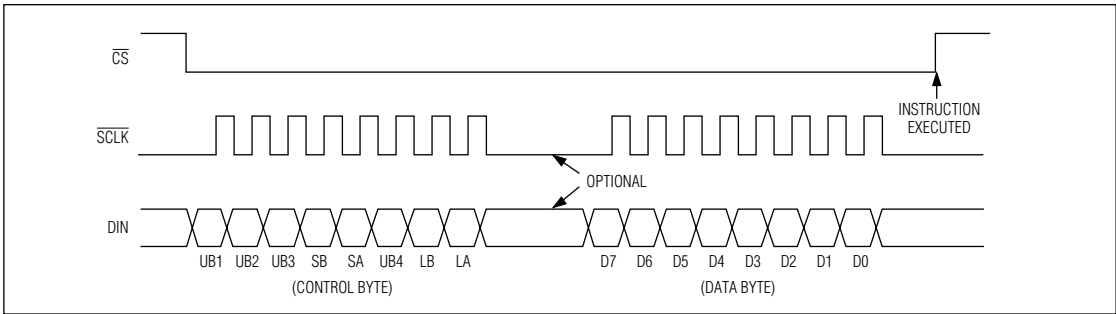 CS
INSTRUCTION
EXECUTED
SCLK
OPTIONAL
DIN
UB1 UB2 UB3 SB SA UB4 LB LA D7 D6 D5 D4 D3 D2 D1 D0
(CONTROL BYTE) (DATA BYTE)